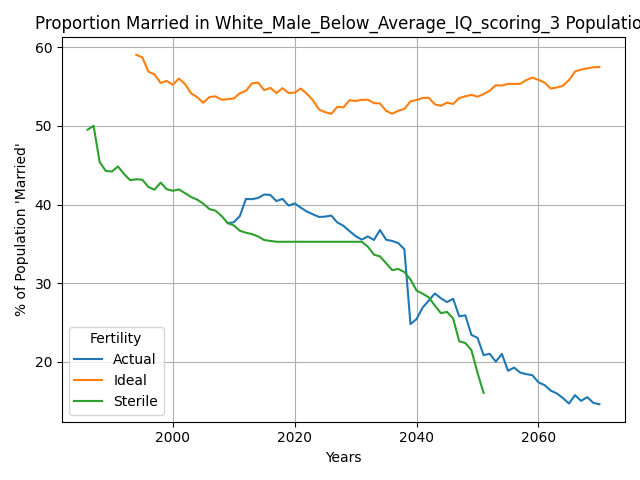 Proportion Married in White_Male_Below_Average_IQ_scoring_3 Populatio
% of Population 'Married'
60
50
40
30
20
Fertility
Actual
Ideal
Sterile
2000
2020
2040
2060
Years